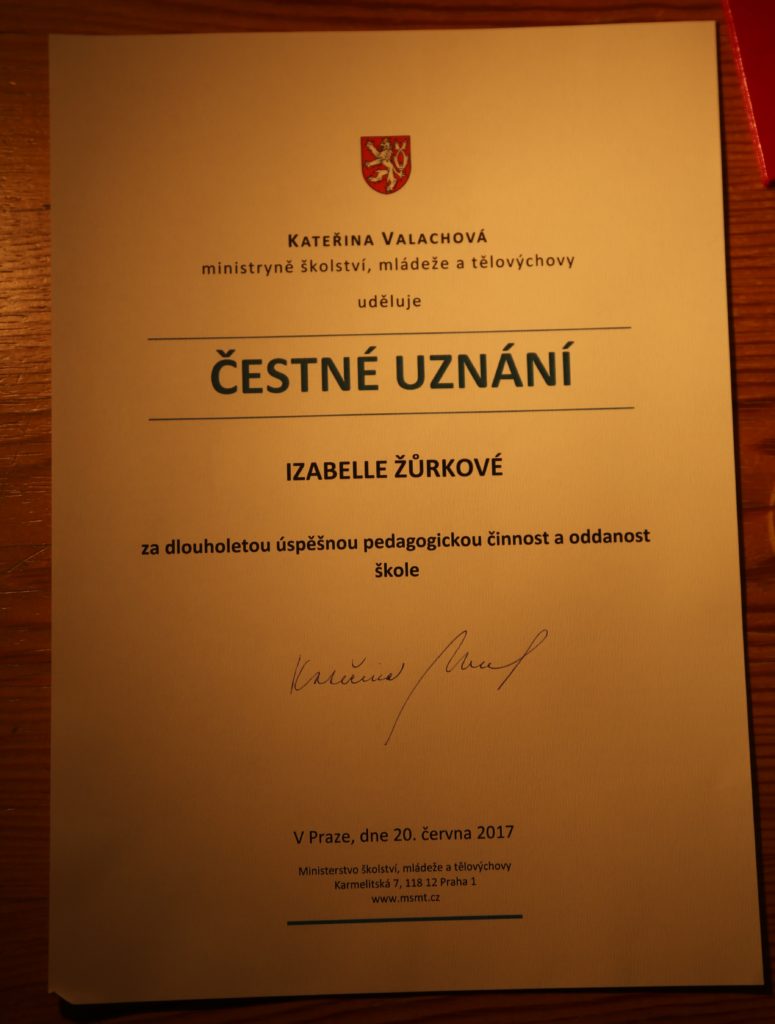 KATEŘINA VALACHOVÁ
ministryně školství, mládeže a tělovýchovy
uděluje
ČESTNÉ UZNÁNÍ
IZABELLE ŽŮRKOVÉ
za dlouholetou úspěšnou pedagogickou činnost a oddanost
škole
Kateřina
V Praze, dne 20. června 2017
Ministerstvo školství, mládeže a tělovýchovy
Karmelitská 7, 118 12 Praha 1
www.msmt.cz